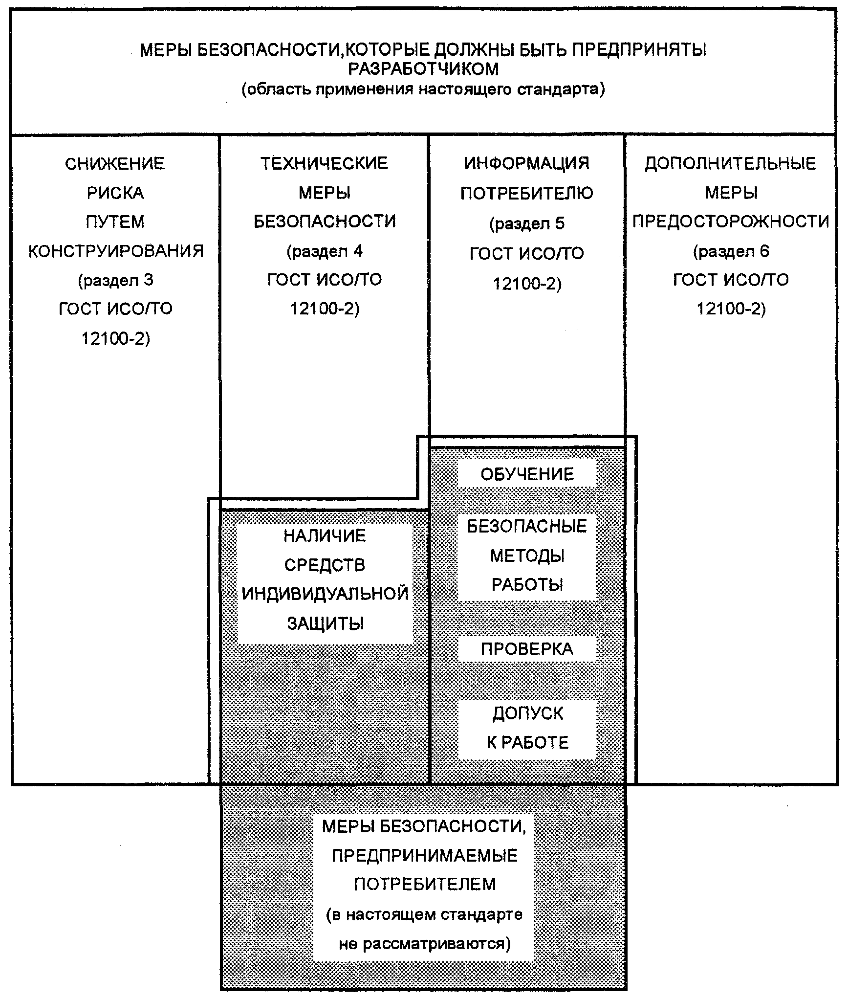 МЕРЫ БЕЗОПАСНОСТИ,КОТОРЫЕ ДОЛЖНЫ БЫТЬ ПРЕДПРИНЯТЫ
РАЗРАБОТЧИКОМ
(область применения настоящего стандарта)
СНИЖЕНИЕ
РИСКА
ПУТЕМ
КОНСТРУИРОВАНИЯ
(раздел 3
ГОСТ ИСО/ТО
12100-2)
ТЕХНИЧЕСКИЕ
МЕРЫ
БЕЗОПАСНОСТИ
(раздел 4
ГОСТ ИСО/ТО
12100-2)
ИНФОРМАЦИЯ
ПОТРЕБИТЕЛЮ
(раздел 5
ГОСТ ИСО/ТО
12100-2)
ДОПОЛНИТЕЛЬНЫЕ
МЕРЫ
ПРЕДОСТОРОЖНОСТИ
(раздел 6
ГОСТ ИСО/ТО
12100-2)
НАЛИЧИЕ
СРЕДСТВ
ИНДИВИДУАЛЬНОЙ
ЗАЩИТЫ
ОБУЧЕНИЕ
БЕЗОПАСНЫЕ
МЕТОДЫ
РАБОТЫ
ПРОВЕРКА
ДОПУСК
К РАБОТЕ
МЕРЫ БЕЗОПАСНОСТИ,
ПРЕДПРИНИМАЕМЫЕ
ПОТРЕБИТЕЛЕМ
(в настоящем стандарте
не рассматриваются)